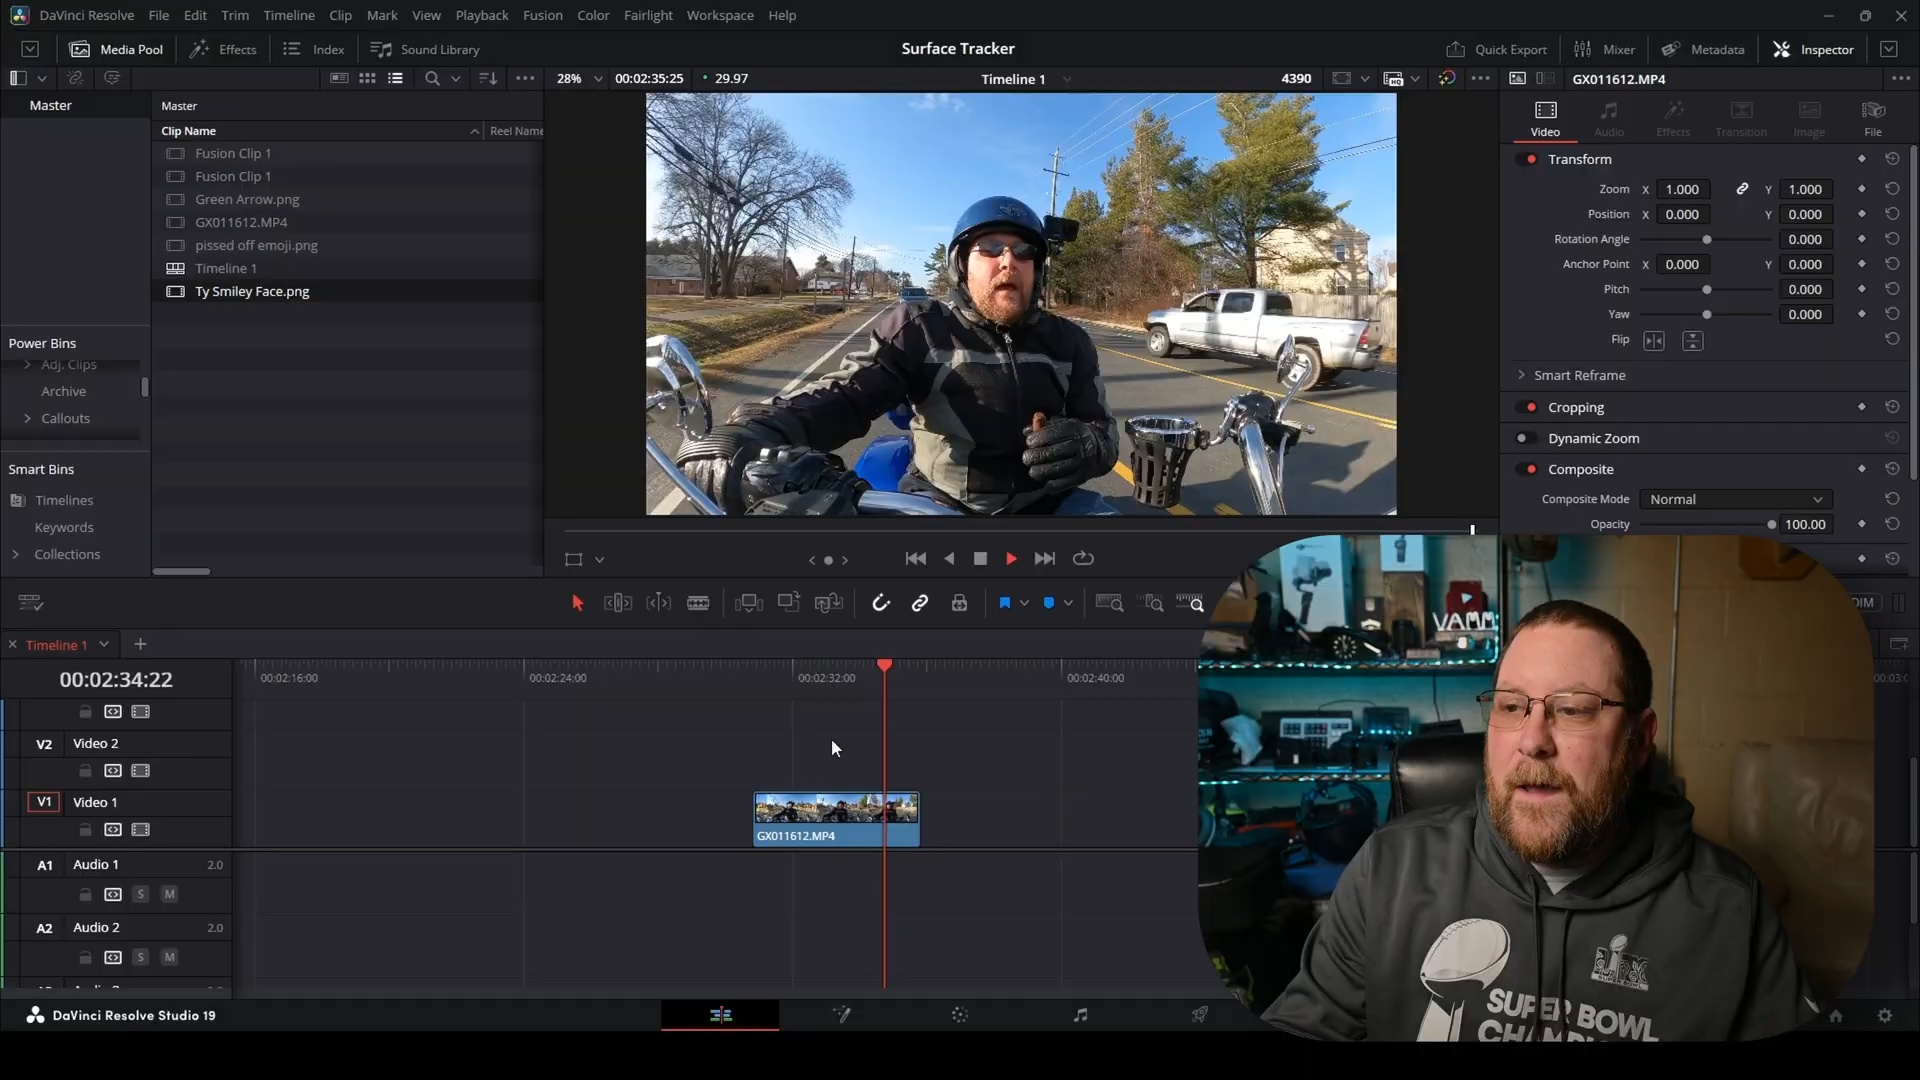 DaVinci Resolve File Edit Trim Timeline Clip Mark View Playback Fusion Color Fairlight Workspace Help
Media Pool Effects Index Sound Library Surface Tracker Quick Export Mixer Metadata Inspector
28% 00:02:35:25 29.97 Timeline 1 4390 GX011612.MP4
Master
Master
Clip Name Reel Name
Fusion Clip 1
Fusion Clip 1
Green Arrow.png
GX011612.MP4
pissed off emoji.png
Timeline 1
Ty Smiley Face.png
Power Bins
Adj. Clips
Archive
Callouts
Smart Bins
Timelines
Keywords
Collections
Video Audio Effects Transition Image File
Transform
Zoom X 1.000 Y 1.000
Position X 0.000 Y 0.000
Rotation Angle 0.000
Anchor Point X 0.000 Y 0.000
Pitch 0.000
Yaw 0.000
Flip
Smart Reframe
Cropping
Dynamic Zoom
Composite
Composite Mode Normal
Opacity 100.00
DIM
Timeline 1
00:02:34:22
00:02:16:00 00:02:24:00 00:02:32:00 00:02:40:00
V2 Video 2
V1 Video 1
GX011612.MP4
A1 Audio 1 2.0
S M
A2 Audio 2 2.0
S M
DaVinci Resolve Studio 19
VAMM
LIX
SUPER BOWL